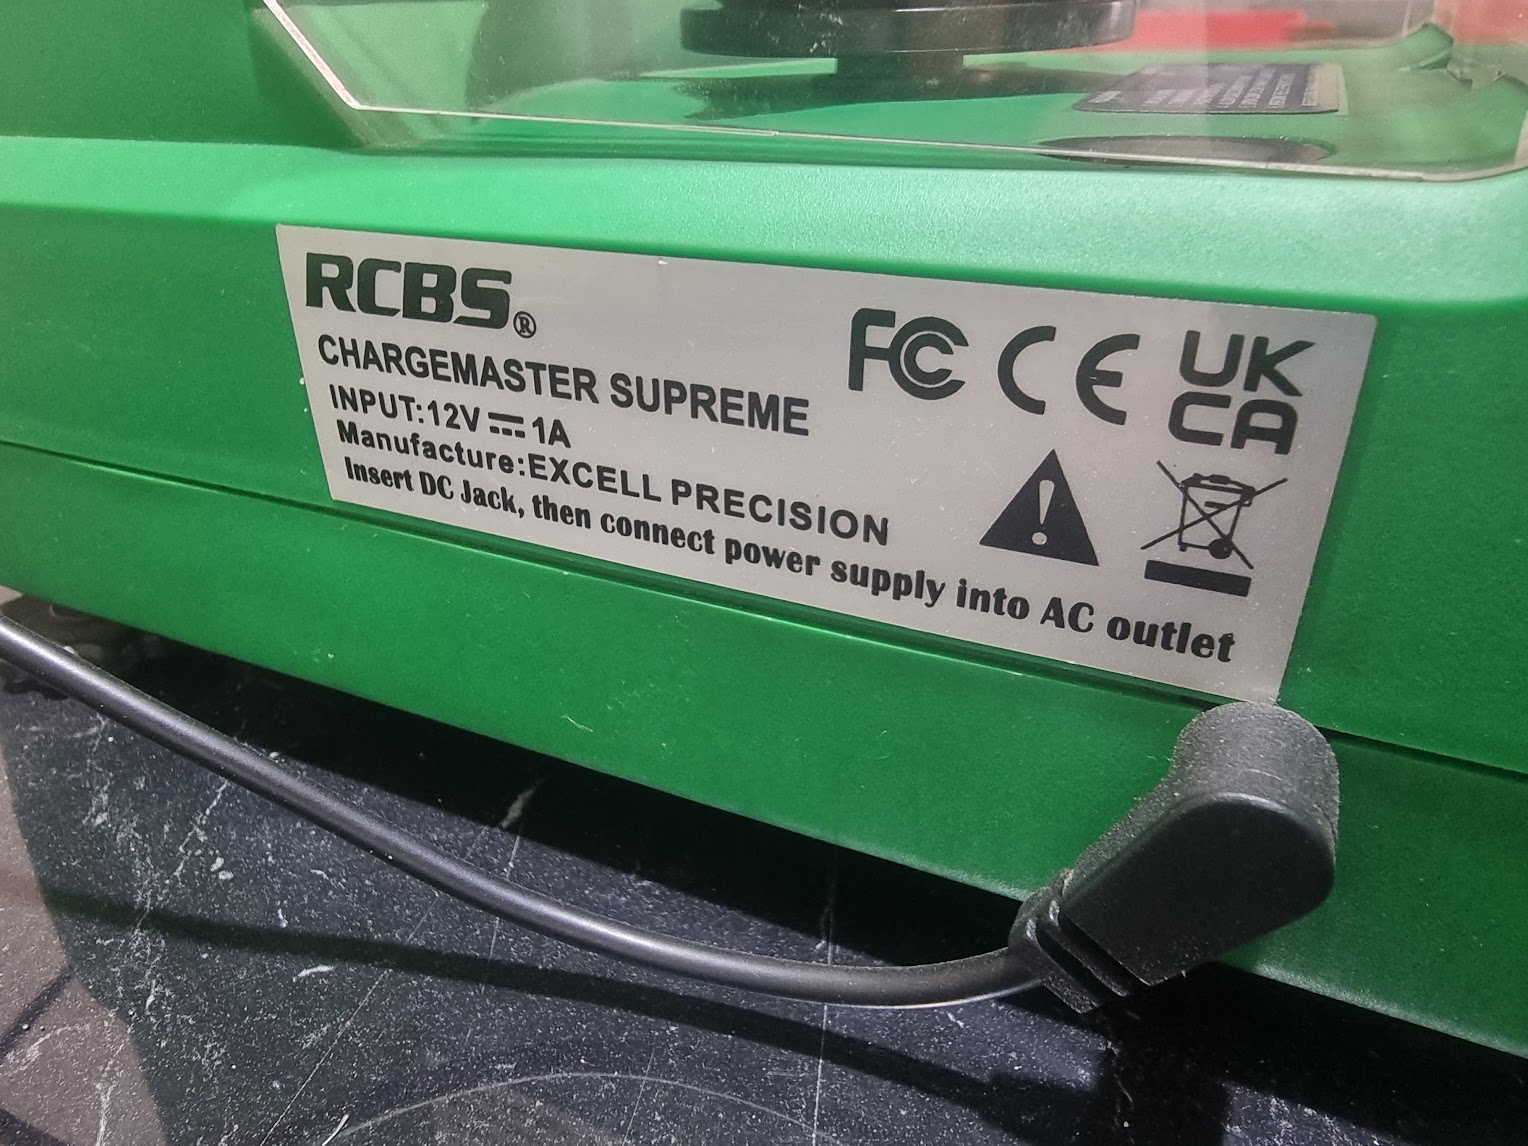 RCBS®
CHARGEMASTER SUPREME
INPUT:12V⎓1A
Manufacture:EXCELL PRECISION
Insert DC Jack, then connect power supply into AC outlet
FC CE UK
CA